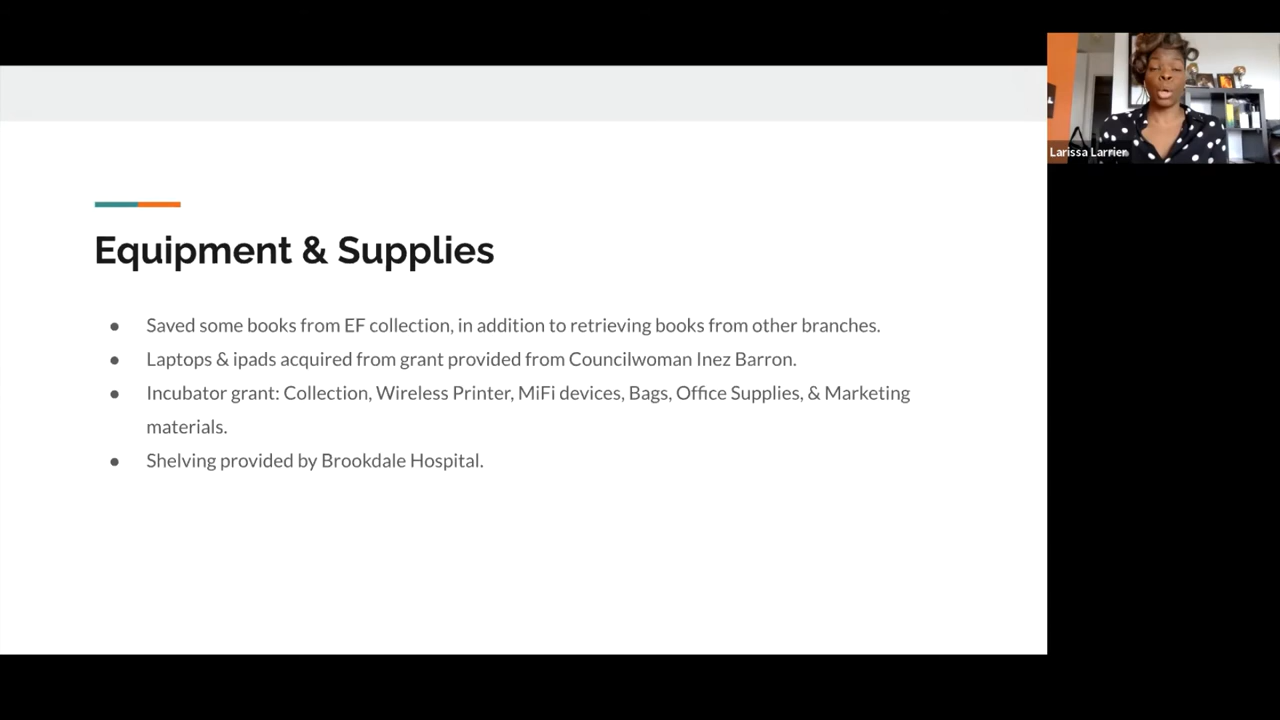 Equipment & Supplies
● Saved some books from EF collection, in addition to retrieving books from other branches.
● Laptops & ipads acquired from grant provided from Councilwoman Inez Barron.
● Incubator grant: Collection, Wireless Printer, MiFi devices, Bags, Office Supplies, & Marketing
materials.
● Shelving provided by Brookdale Hospital.
Larissa Larrier